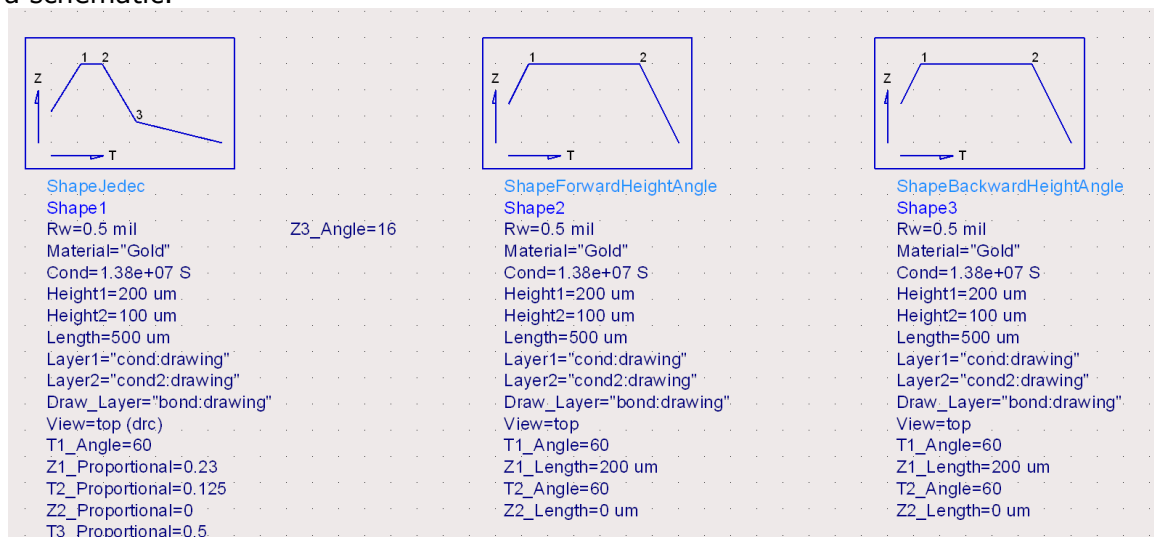 a schematic.
1 2
Z
3
T
ShapeJedec
Shape1
Rw=0.5 mil
Material="Gold"
Cond=1.38e+07 S
Height1=200 um
Height2=100 um
Length=500 um
Layer1="cond:drawing"
Layer2="cond2:drawing"
Draw_Layer="bond:drawing"
View=top (drc)
T1_Angle=60
Z1_Proportional=0.23
T2_Proportional=0.125
Z2_Proportional=0
T3_Proportional=0.5
Z3_Angle=16
1 2
Z
T
ShapeForwardHeightAngle
Shape2
Rw=0.5 mil
Material="Gold"
Cond=1.38e+07 S
Height1=200 um
Height2=100 um
Length=500 um
Layer1="cond:drawing"
Layer2="cond2:drawing"
Draw_Layer="bond:drawing"
View=top
T1_Angle=60
Z1_Length=200 um
T2_Angle=60
Z2_Length=0 um
1 2
Z
T
ShapeBackwardHeightAngle
Shape3
Rw=0.5 mil
Material="Gold"
Cond=1.38e+07 S
Height1=200 um
Height2=100 um
Length=500 um
Layer1="cond:drawing"
Layer2="cond2:drawing"
Draw_Layer="bond:drawing"
View=top
T1_Angle=60
Z1_Length=200 um
T2_Angle=60
Z2_Length=0 um